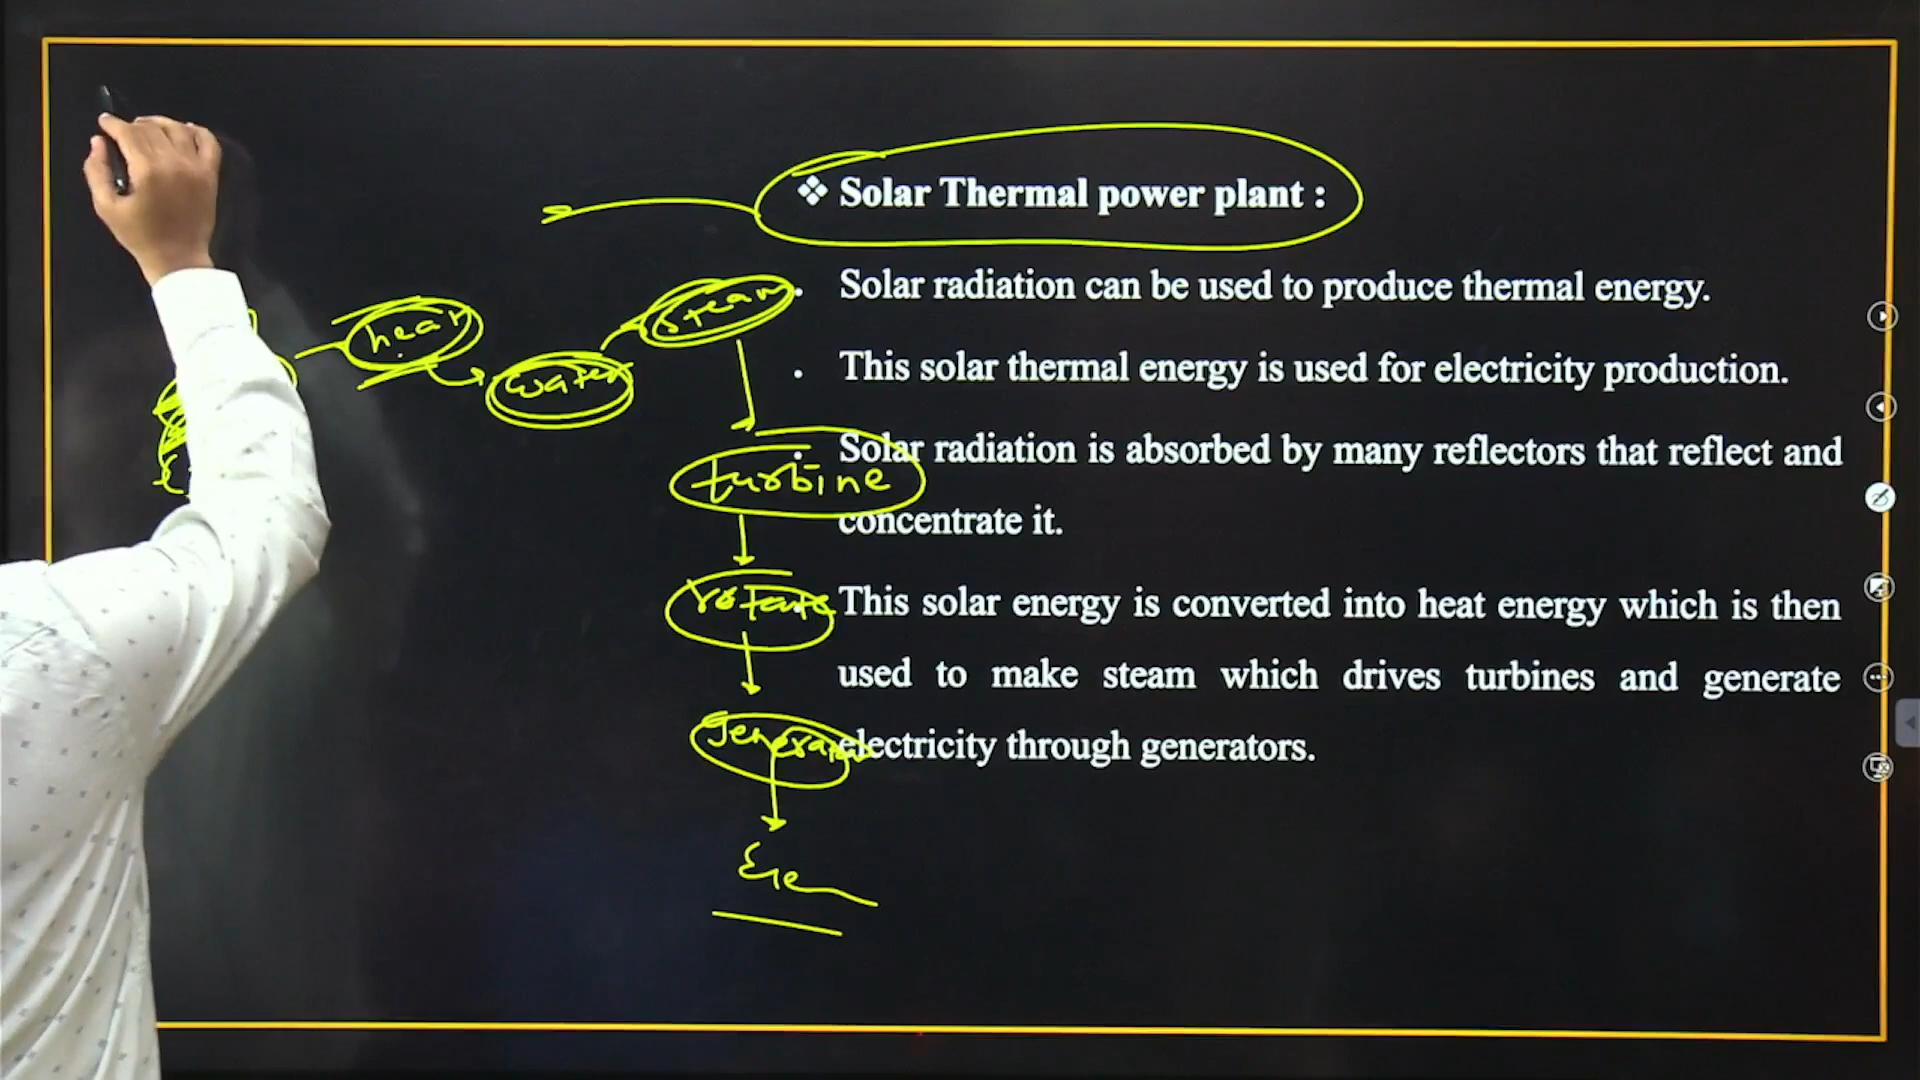 ❖ Solar Thermal power plant :
• Solar radiation can be used to produce thermal energy.
• This solar thermal energy is used for electricity production.
• Solar radiation is absorbed by many reflectors that reflect and
concentrate it.
This solar energy is converted into heat energy which is then
used to make steam which drives turbines and generate
electricity through generators.
heat
water
steam
turbine
rotate
generator
Ele